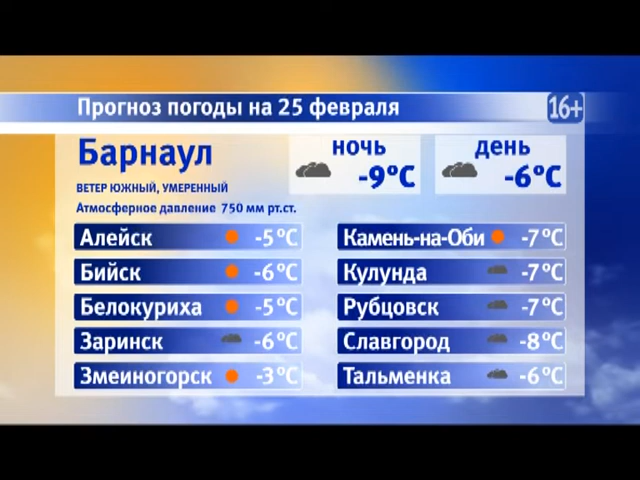 Прогноз погоды на 25 февраля
16+
Барнаул
ночь
-9°C
день
-6°C
ВЕТЕР ЮЖНЫЙ, УМЕРЕННЫЙ
Атмосферное давление 750 мм рт.ст.
Алейск -5°C
Бийск -6°C
Белокуриха -5°C
Заринск -6°C
Змеиногорск -3°C
Камень-на-Оби -7°C
Кулунда -7°C
Рубцовск -7°C
Славгород -8°C
Тальменка -6°C